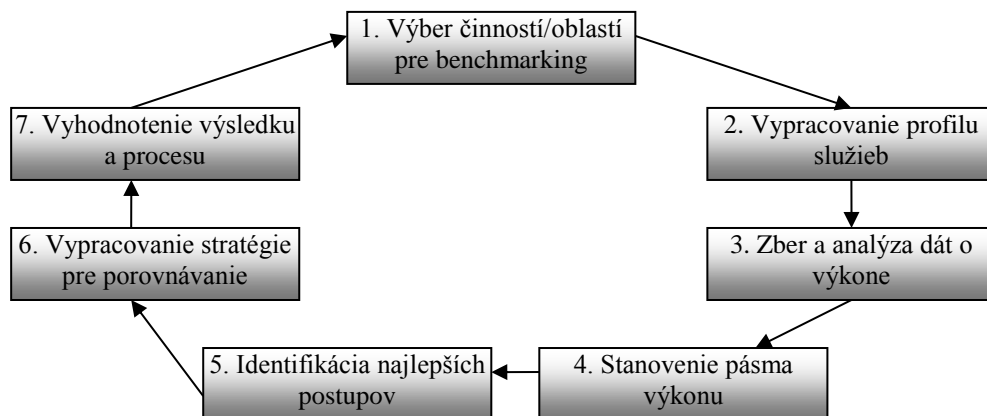 1. Výber činností/oblastí
pre benchmarking
2. Vypracovanie profilu
služieb
3. Zber a analýza dát o
výkone
4. Stanovenie pásma
výkonu
5. Identifikácia najlepších
postupov
6. Vypracovanie stratégie
pre porovnávanie
7. Vyhodnotenie výsledku
a procesu